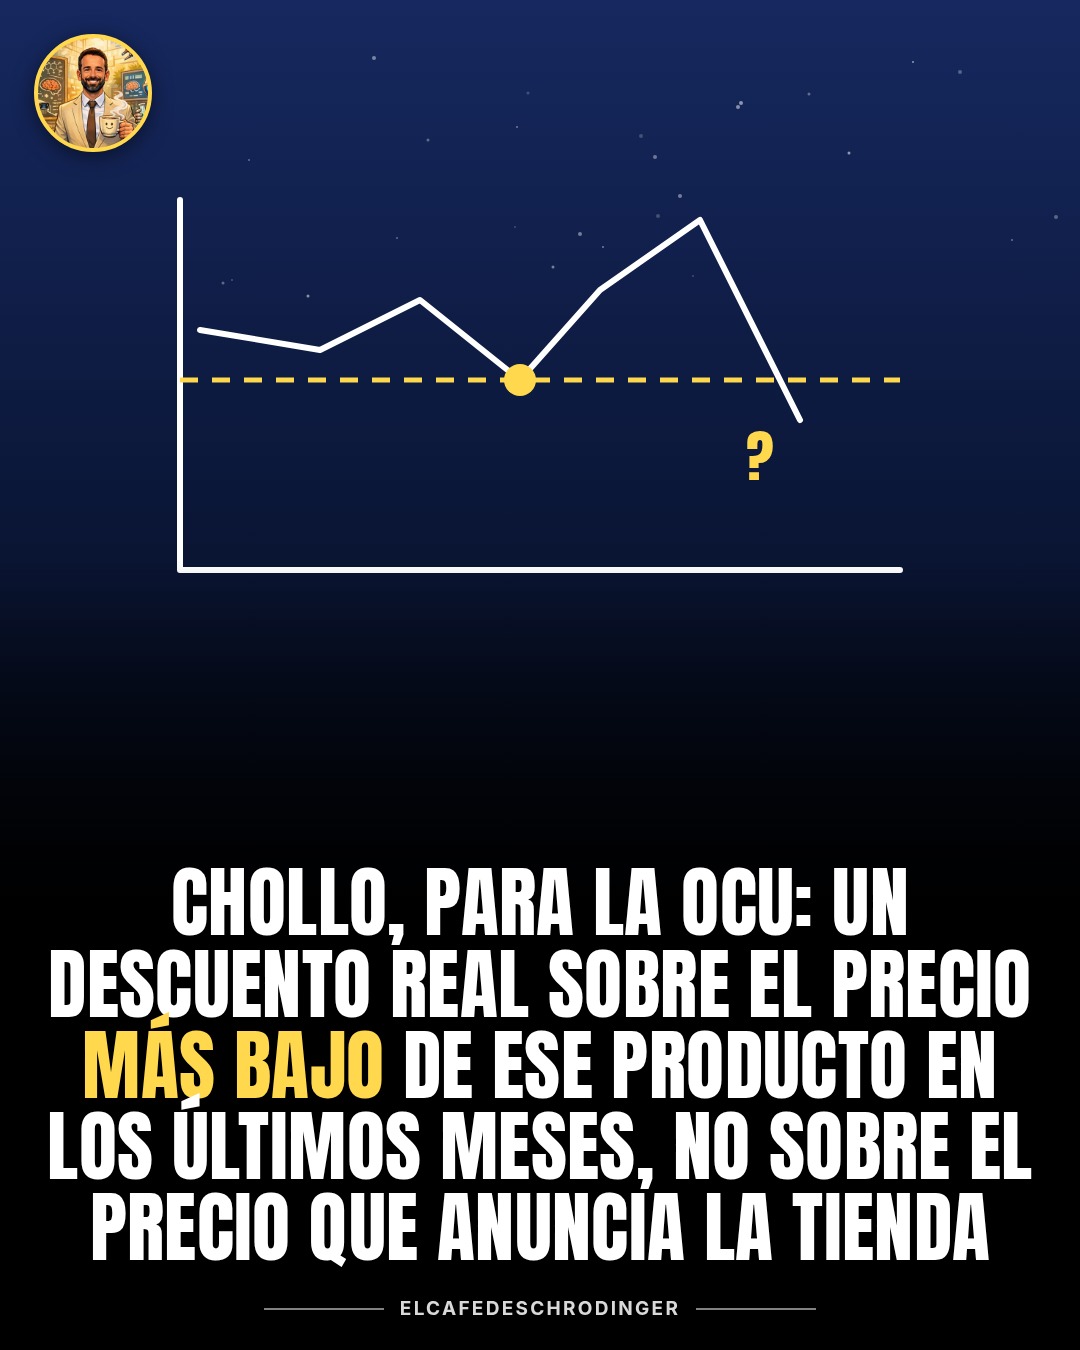 ?
CHOLLO, PARA LA OCU: UN
DESCUENTO REAL SOBRE EL PRECIO
MÁS BAJO DE ESE PRODUCTO EN
LOS ÚLTIMOS MESES, NO SOBRE EL
PRECIO QUE ANUNCIA LA TIENDA
ELCAFEDESCHRODINGER